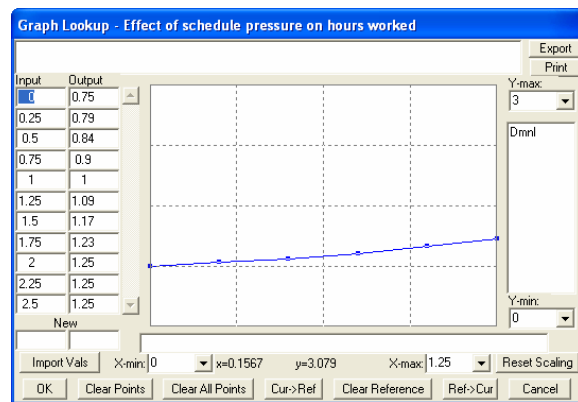 Graph Lookup - Effect of schedule pressure on hours worked
Export
Print
Input Output
Y-max:
0 0.75
3
0.25 0.79
0.5 0.84
Dmnl
0.75 0.9
1 1
1.25 1.09
1.5 1.17
1.75 1.23
2 1.25
2.25 1.25
Y-min:
2.5 1.25
0
New
Import Vals X-min: 0 x=0.1567 y=3.079 X-max: 1.25 Reset Scaling
OK Clear Points Clear All Points Cur->Ref Clear Reference Ref->Cur Cancel